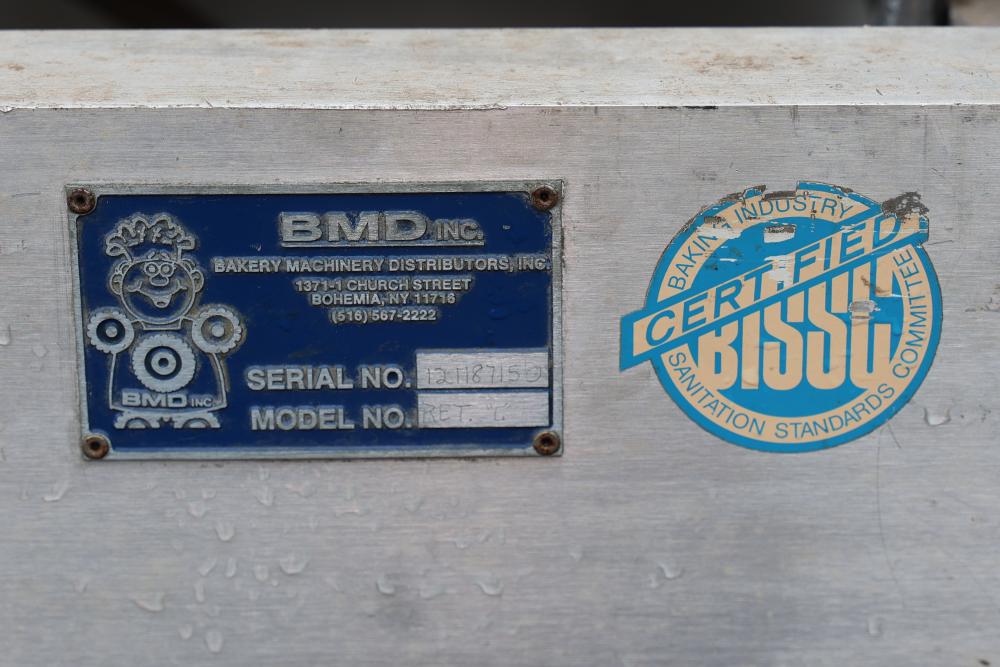 BMD INC.
BAKERY MACHINERY DISTRIBUTORS, INC
1371-1 CHURCH STREET
BOHEMIA, NY 11716
(516) 567-2222
SERIAL NO.
MODEL NO. RET. "L"
BMD INC.
BAKING INDUSTRY
CERTIFIED
BISSC
SANITATION STANDARDS COMMITTEE